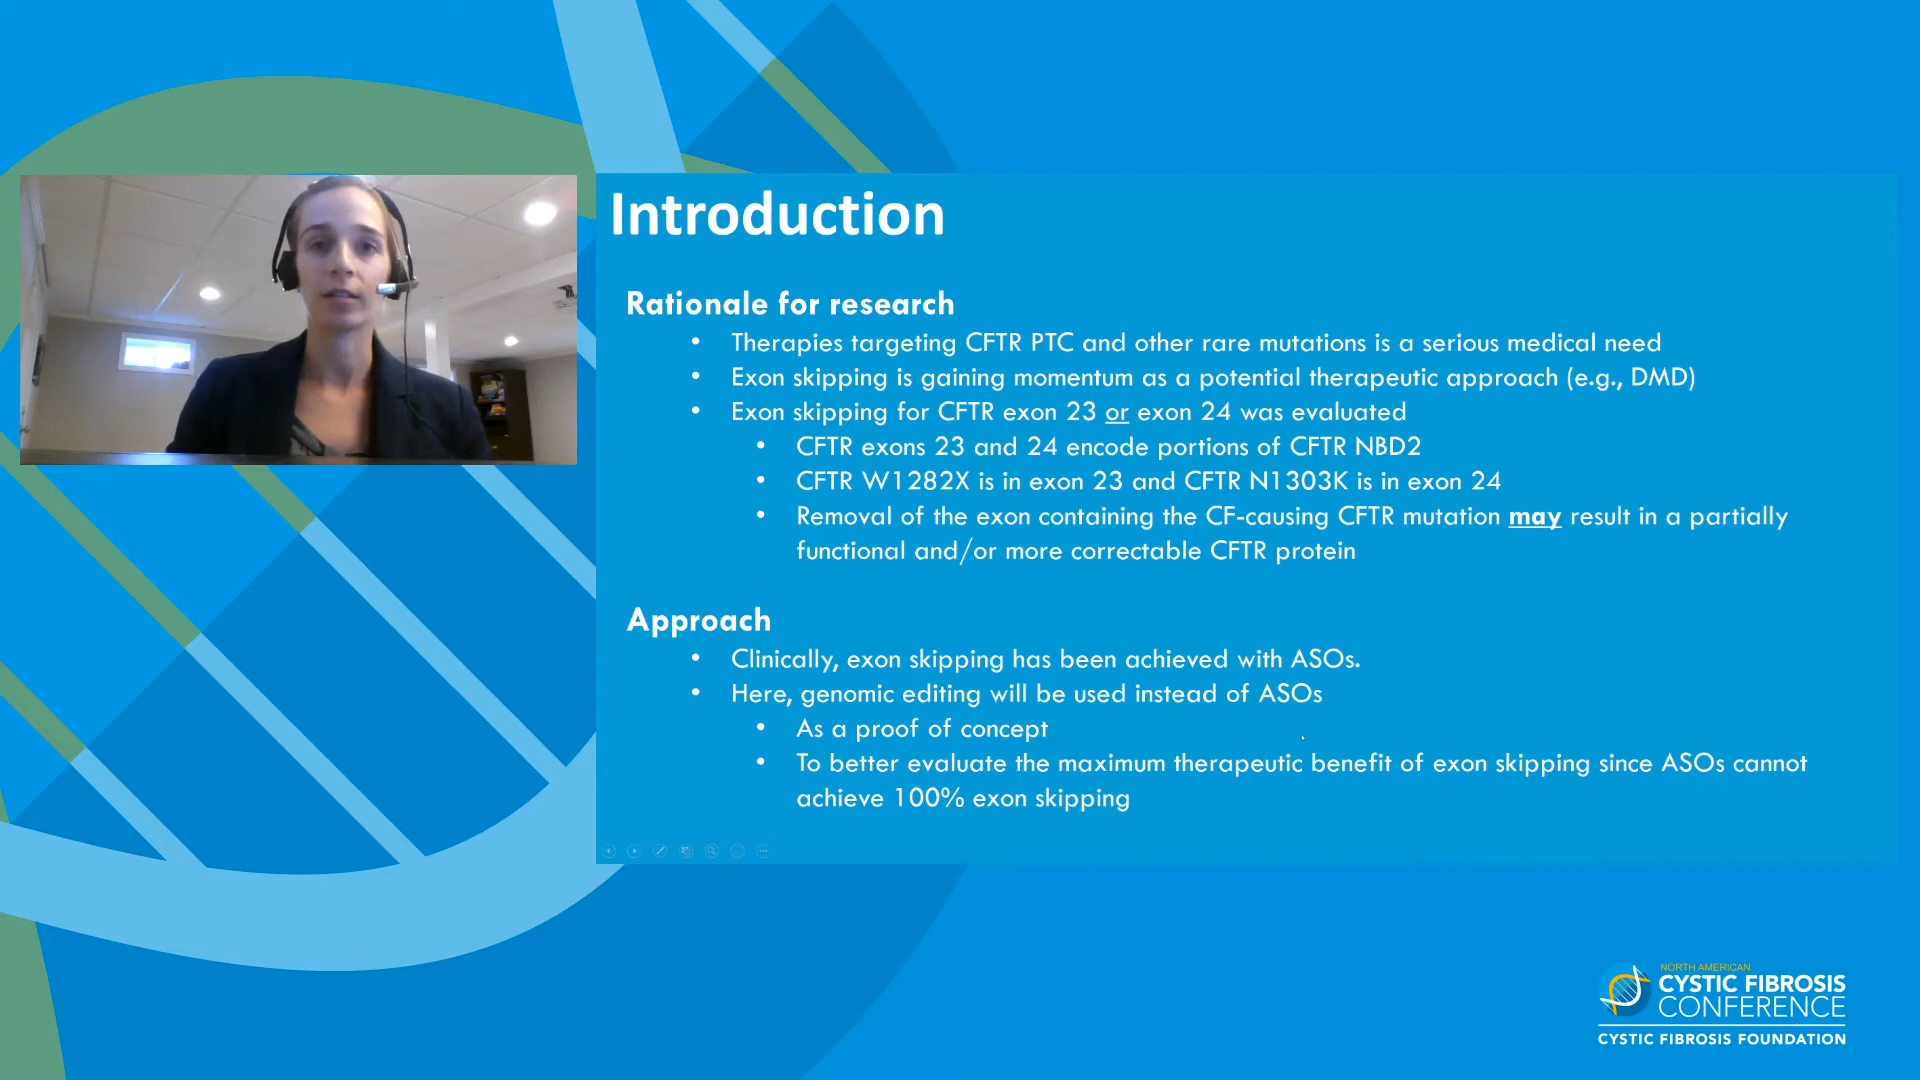 Introduction
Rationale for research
• Therapies targeting CFTR PTC and other rare mutations is a serious medical need
• Exon skipping is gaining momentum as a potential therapeutic approach (e.g., DMD)
• Exon skipping for CFTR exon 23 or exon 24 was evaluated
• CFTR exons 23 and 24 encode portions of CFTR NBD2
• CFTR W1282X is in exon 23 and CFTR N1303K is in exon 24
• Removal of the exon containing the CF-causing CFTR mutation may result in a partially
functional and/or more correctable CFTR protein
Approach
• Clinically, exon skipping has been achieved with ASOs.
• Here, genomic editing will be used instead of ASOs
• As a proof of concept
• To better evaluate the maximum therapeutic benefit of exon skipping since ASOs cannot
achieve 100% exon skipping
NORTH AMERICAN
CYSTIC FIBROSIS
CONFERENCE
CYSTIC FIBROSIS FOUNDATION